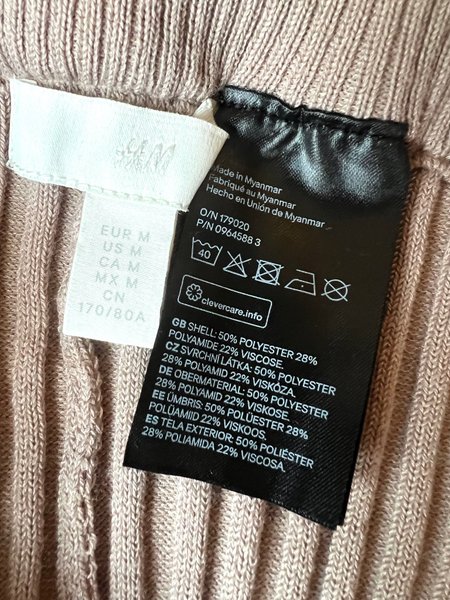 H&M
EUR M
US M
CA M
MX M
CN
170/80A
Made in Myanmar
Fabriqué au Myanmar
Hecho en Unión de Myanmar
O/N 179020
P/N 0964588 3
40
clevercare.info
GB SHELL: 50% POLYESTER 28%
POLYAMIDE 22% VISCOSE.
CZ SVRCHNÍ LÁTKA: 50% POLYESTER
28% POLYAMID 22% VISKÓZA.
DE OBERMATERIAL: 50% POLYESTER
28% POLYAMID 22% VISKOSE.
EE ÜMBRIS: 50% POLÜESTER 28%
POLÜAMIID 22% VISKOOS.
ES TELA EXTERIOR: 50% POLIÉSTER
28% POLIAMIDA 22% VISCOSA.